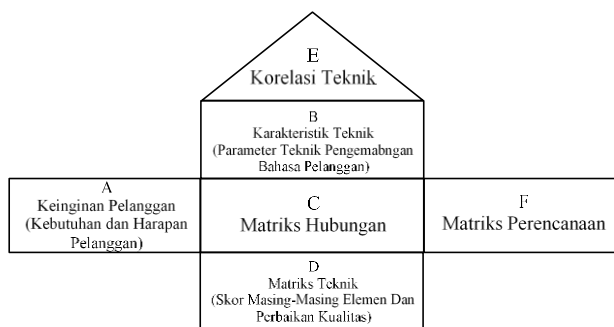 E
Korelasi Teknik
B
Karakteristik Teknik
(Parameter Teknik Pengemabngan
Bahasa Pelanggan)
A
Keinginan Pelanggan
(Kebutuhan dan Harapan
Pelanggan)
C
Matriks Hubungan
F
Matriks Perencanaan
D
Matriks Teknik
(Skor Masing-Masing Elemen Dan
Perbaikan Kualitas)